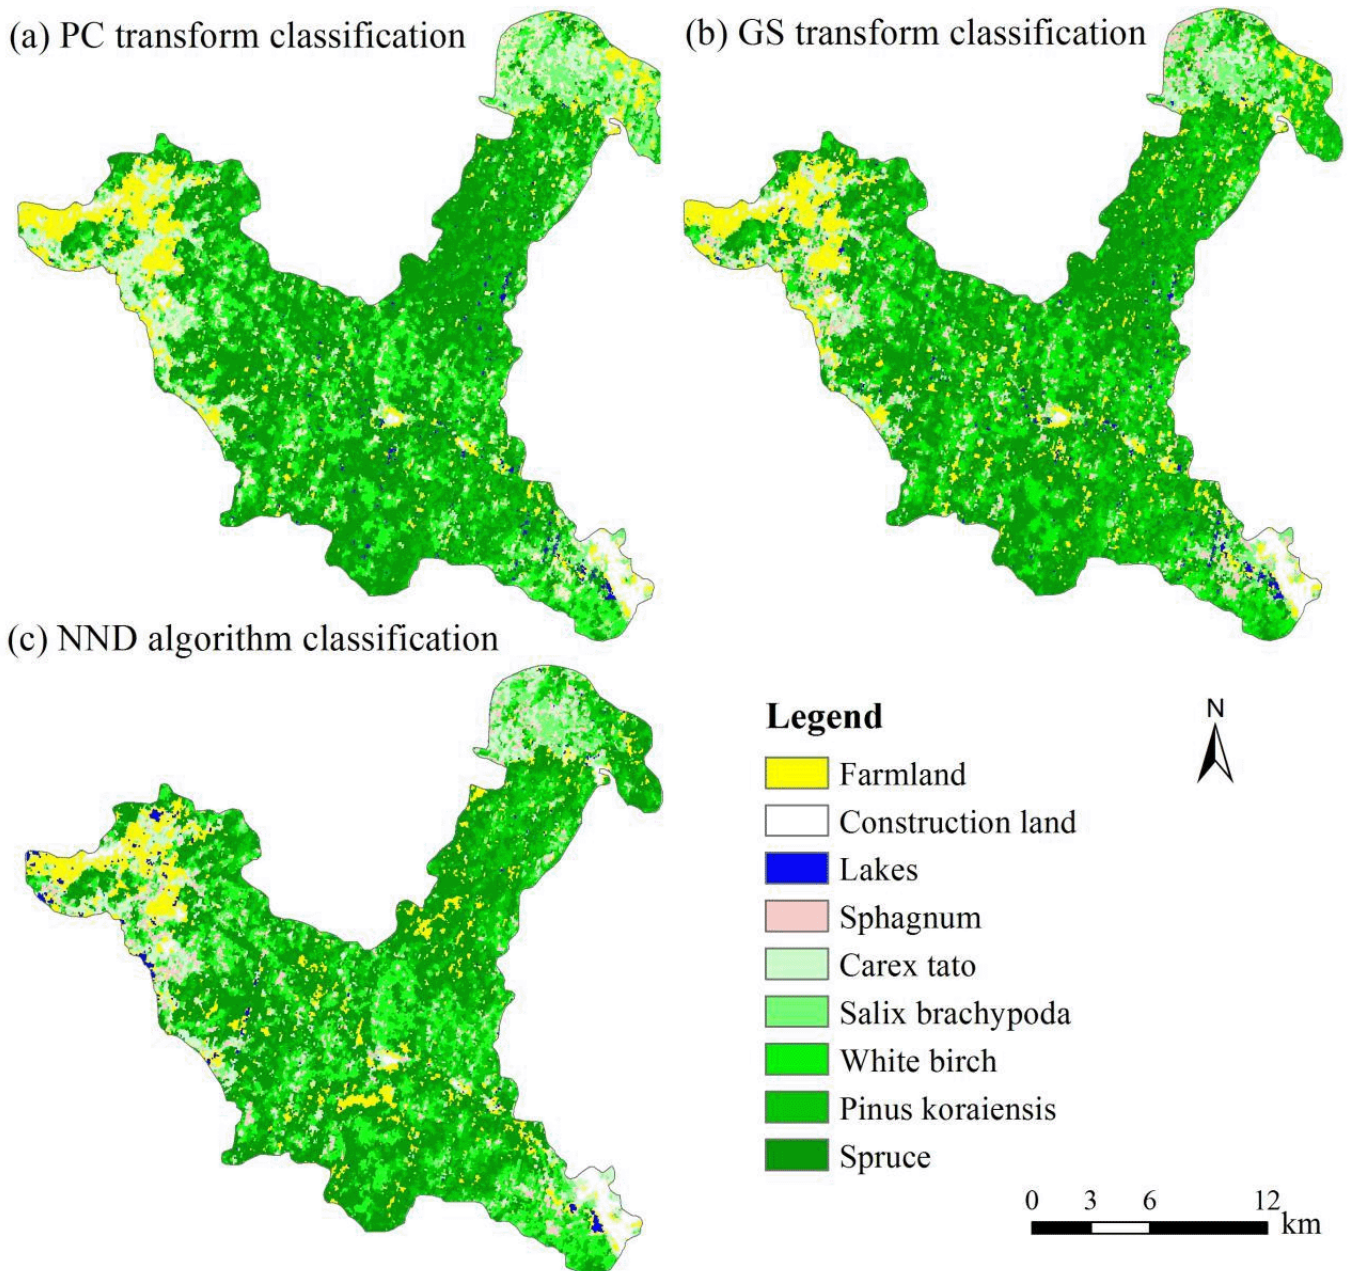 (a) PC transform classification
(b) GS transform classification
(c) NND algorithm classification
Legend
Farmland
Construction land
Lakes
Sphagnum
Carex tato
Salix brachypoda
White birch
Pinus koraiensis
Spruce
N
0 3 6 12
km